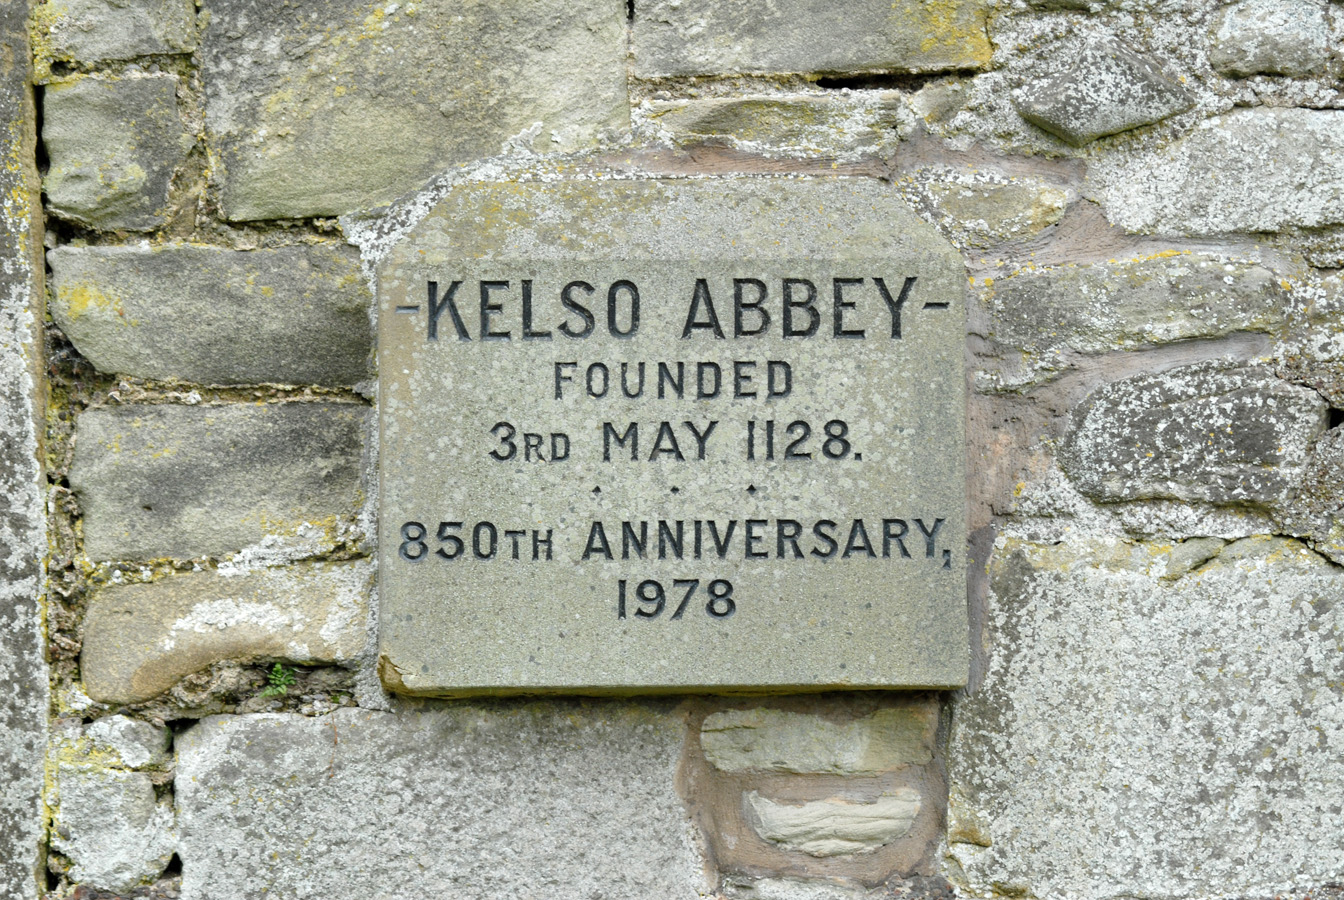 -KELSO ABBEY-
FOUNDED
3RD MAY 1128.
850TH ANNIVERSARY,
1978